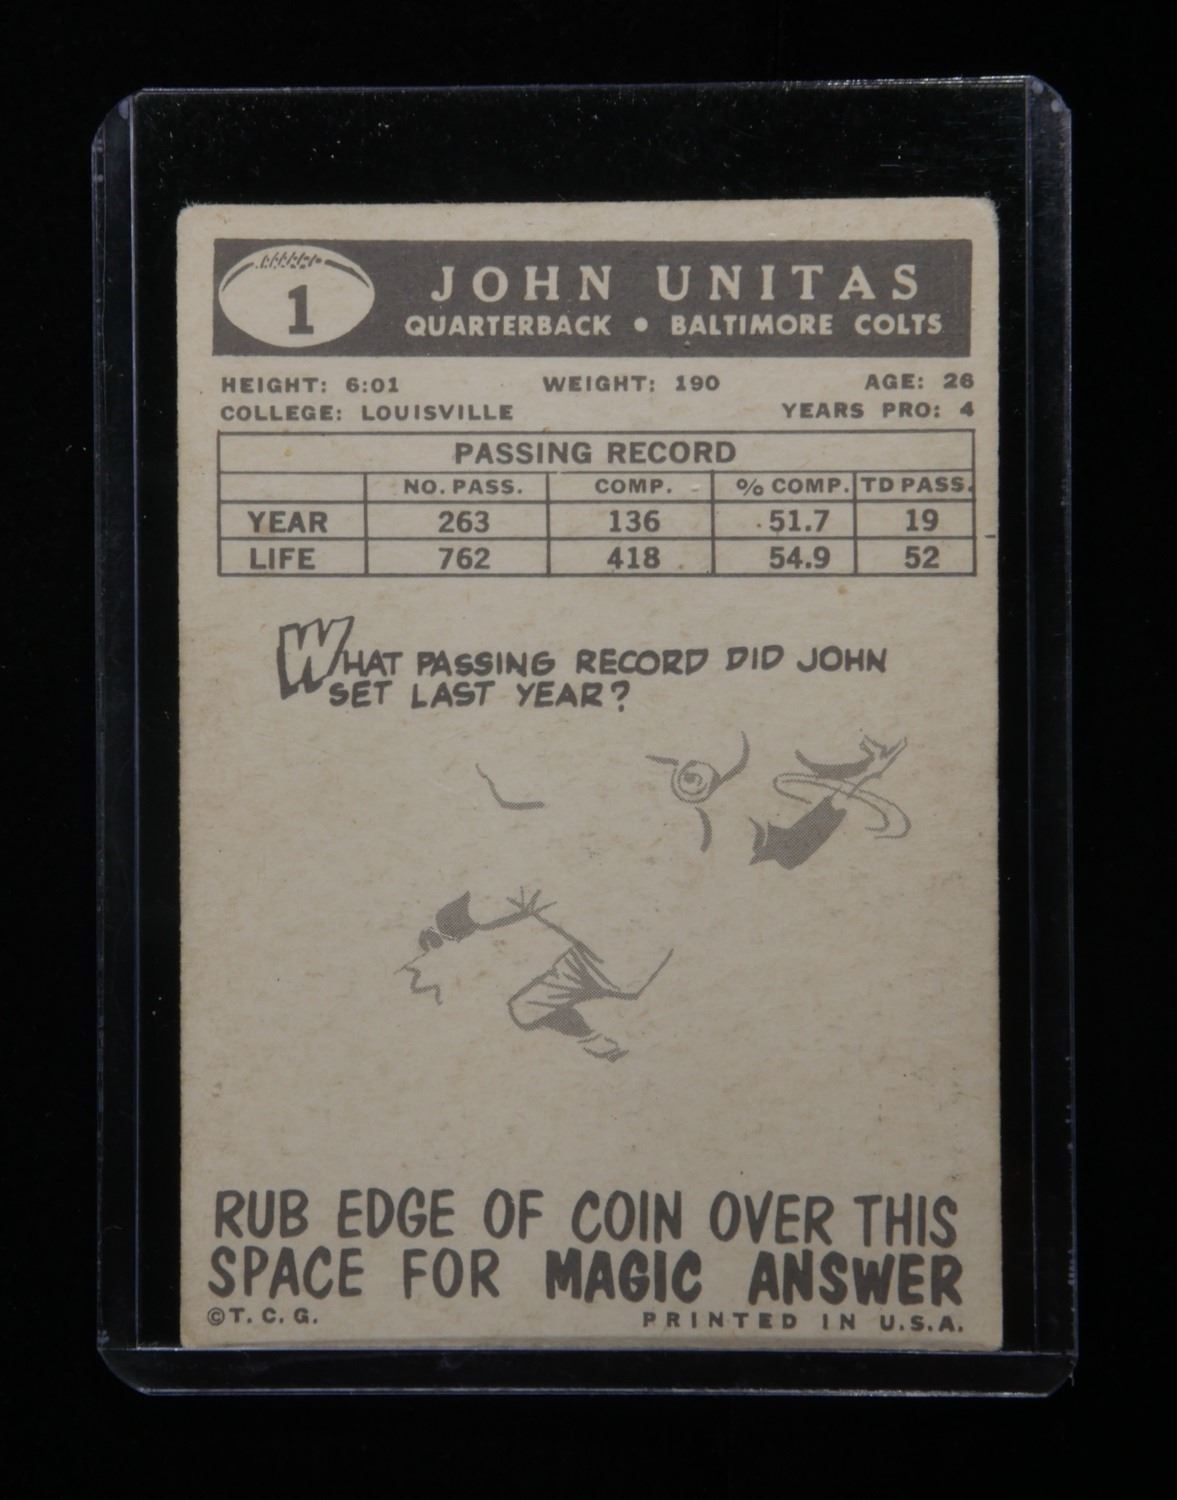 1
JOHN UNITAS
QUARTERBACK • BALTIMORE COLTS
HEIGHT: 6:01 WEIGHT: 190 AGE: 26
COLLEGE: LOUISVILLE YEARS PRO: 4
PASSING RECORD
NO. PASS. COMP. % COMP. TD PASS.
YEAR 263 136 51.7 19
LIFE 762 418 54.9 52
WHAT PASSING RECORD DID JOHN
SET LAST YEAR?
RUB EDGE OF COIN OVER THIS
SPACE FOR MAGIC ANSWER
© T. C. G. PRINTED IN U.S.A.